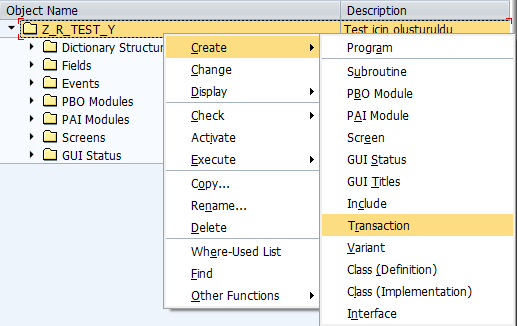 Object Name Description
Z_R_TEST_Y Test için oluşturuldu
Dictionary Structur
Fields
Events
PBO Modules
PAI Modules
Screens
GUI Status
Create
Change
Display
Check
Activate
Execute
Copy...
Rename...
Delete
Where-Used List
Find
Other Functions
Program
Subroutine
PBO Module
PAI Module
Screen
GUI Status
GUI Titles
Include
Transaction
Variant
Class (Definition)
Class (Implementation)
Interface